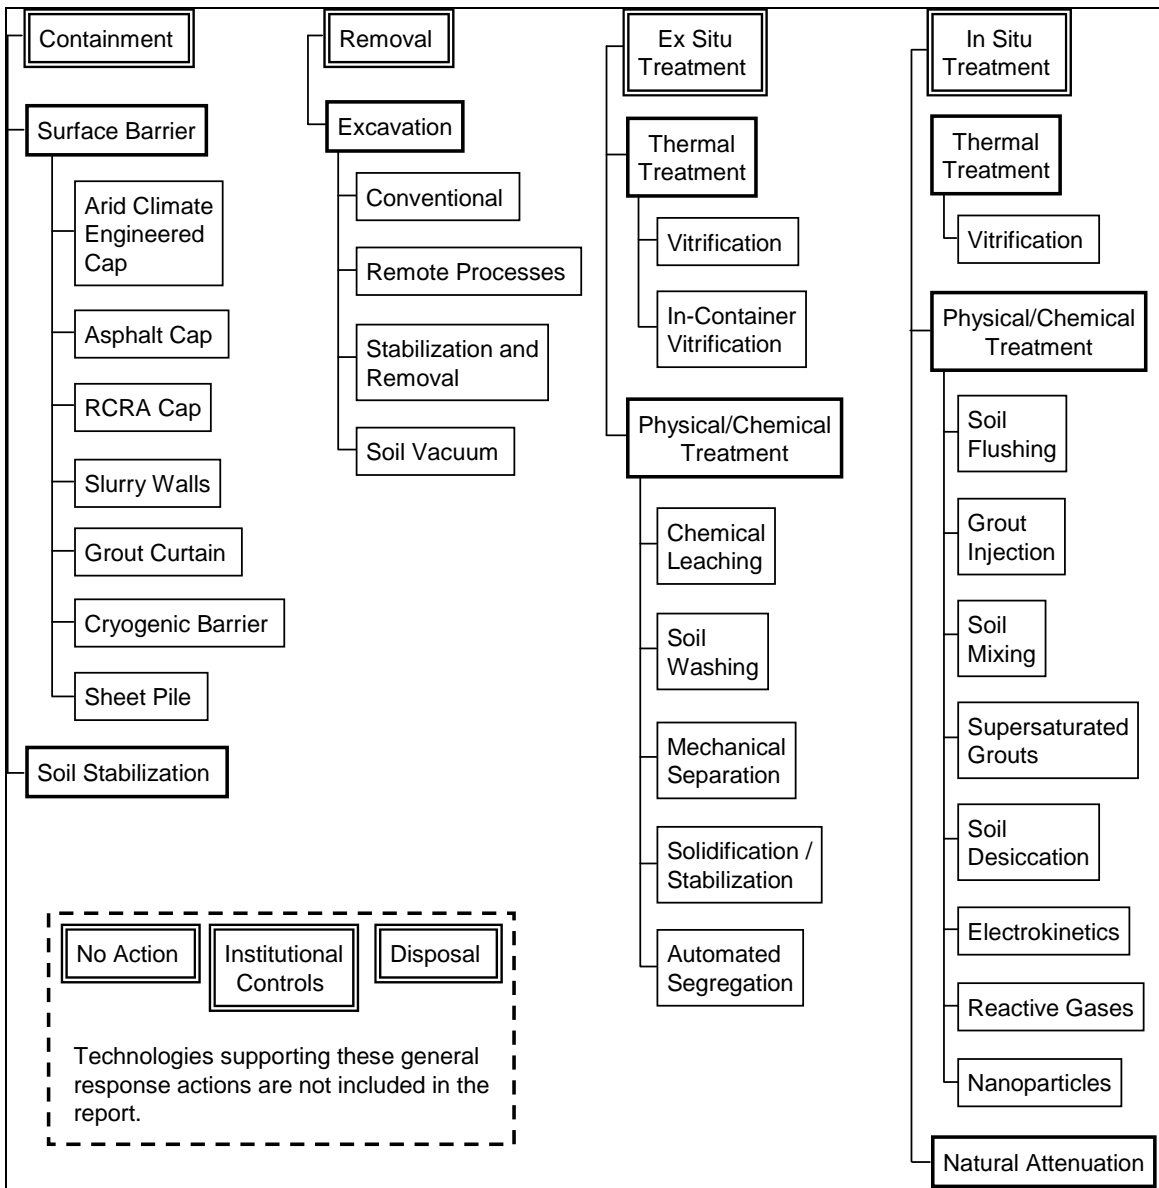 Containment
Surface Barrier
Arid Climate
Engineered
Cap
Asphalt Cap
RCRA Cap
Slurry Walls
Grout Curtain
Cryogenic Barrier
Sheet Pile
Soil Stabilization
Removal
Excavation
Conventional
Remote Processes
Stabilization and
Removal
Soil Vacuum
Ex Situ
Treatment
Thermal
Treatment
Vitrification
In-Container
Vitrification
Physical/Chemical
Treatment
Chemical
Leaching
Soil
Washing
Mechanical
Separation
Solidification /
Stabilization
Automated
Segregation
In Situ
Treatment
Thermal
Treatment
Vitrification
Physical/Chemical
Treatment
Soil
Flushing
Grout
Injection
Soil
Mixing
Supersaturated
Grouts
Soil
Desiccation
Electrokinetics
Reactive Gases
Nanoparticles
Natural Attenuation
No Action
Institutional
Controls
Disposal
Technologies supporting these general
response actions are not included in the
report.